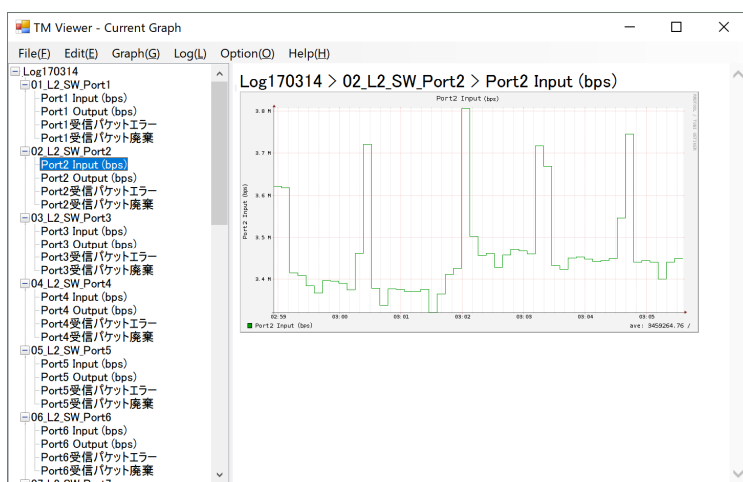 TM Viewer - Current Graph
File(F) Edit(E) Graph(G) Log(L) Option(O) Help(H)
Log170314
01_L2_SW_Port1
Port1 Input (bps)
Port1 Output (bps)
Port1受信パケットエラー
Port1受信パケット廃棄
02_L2_SW_Port2
Port2 Input (bps)
Port2 Output (bps)
Port2受信パケットエラー
Port2受信パケット廃棄
03_L2_SW_Port3
Port3 Input (bps)
Port3 Output (bps)
Port3受信パケットエラー
Port3受信パケット廃棄
04_L2_SW_Port4
Port4 Input (bps)
Port4 Output (bps)
Port4受信パケットエラー
Port4受信パケット廃棄
05_L2_SW_Port5
Port5 Input (bps)
Port5 Output (bps)
Port5受信パケットエラー
Port5受信パケット廃棄
06_L2_SW_Port6
Port6 Input (bps)
Port6 Output (bps)
Port6受信パケットエラー
Port6受信パケット廃棄
07_L2_SW_Port7
Log170314 > 02_L2_SW_Port2 > Port2 Input (bps)
Port2 Input (bps)
Port2 Input (bps)
3.8 M
3.7 M
3.6 M
3.5 M
3.4 M
02:59 03:00 03:01 03:02 03:03 03:04 03:05
Port2 Input (bps) ave: 3459264.76 /
RRDTOOL / TOBI OETIKER